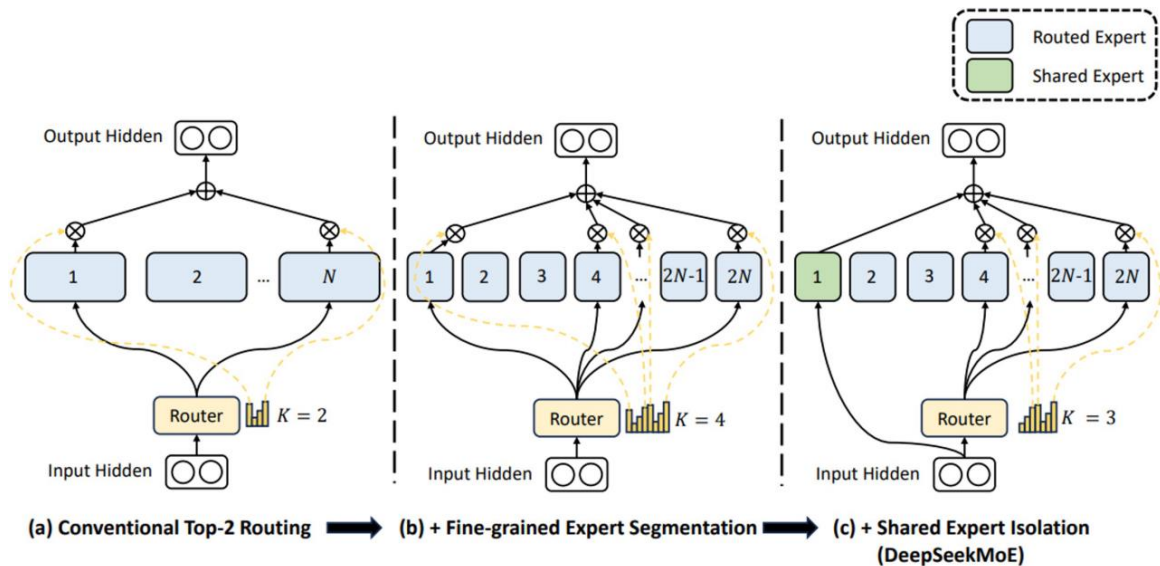 Routed Expert
Shared Expert
Output Hidden
1
2
...
N
Router
K = 2
Input Hidden
(a) Conventional Top-2 Routing
Output Hidden
1
2
3
4
...
2N-1
2N
Router
K = 4
Input Hidden
(b) + Fine-grained Expert Segmentation
Output Hidden
1
2
3
4
...
2N-1
2N
Router
K = 3
Input Hidden
(c) + Shared Expert Isolation
(DeepSeekMoE)